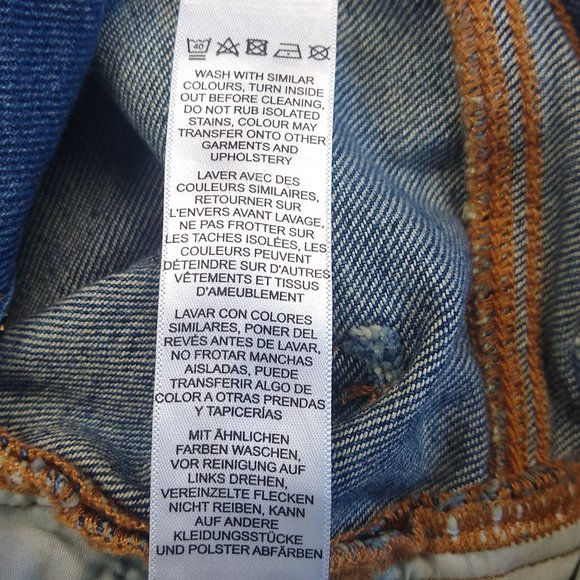 40
WASH WITH SIMILAR
COLOURS, TURN INSIDE
OUT BEFORE CLEANING,
DO NOT RUB ISOLATED
STAINS, COLOUR MAY
TRANSFER ONTO OTHER
GARMENTS AND
UPHOLSTERY
LAVER AVEC DES
COULEURS SIMILAIRES,
RETOURNER SUR
L'ENVERS AVANT LAVAGE,
NE PAS FROTTER SUR
LES TACHES ISOLÉES, LES
COULEURS PEUVENT
DÉTEINDRE SUR D'AUTRES
VÊTEMENTS ET TISSUS
D'AMEUBLEMENT
LAVAR CON COLORES
SIMILARES, PONER DEL
REVÉS ANTES DE LAVAR,
NO FROTAR MANCHAS
AISLADAS, PUEDE
TRANSFERIR ALGO DE
COLOR A OTRAS PRENDAS
Y TAPICERÍAS
MIT ÄHNLICHEN
FARBEN WASCHEN,
VOR REINIGUNG AUF
LINKS DREHEN,
VEREINZELTE FLECKEN
NICHT REIBEN, KANN
AUF ANDERE
KLEIDUNGSSTÜCKE
UND POLSTER ABFÄRBEN